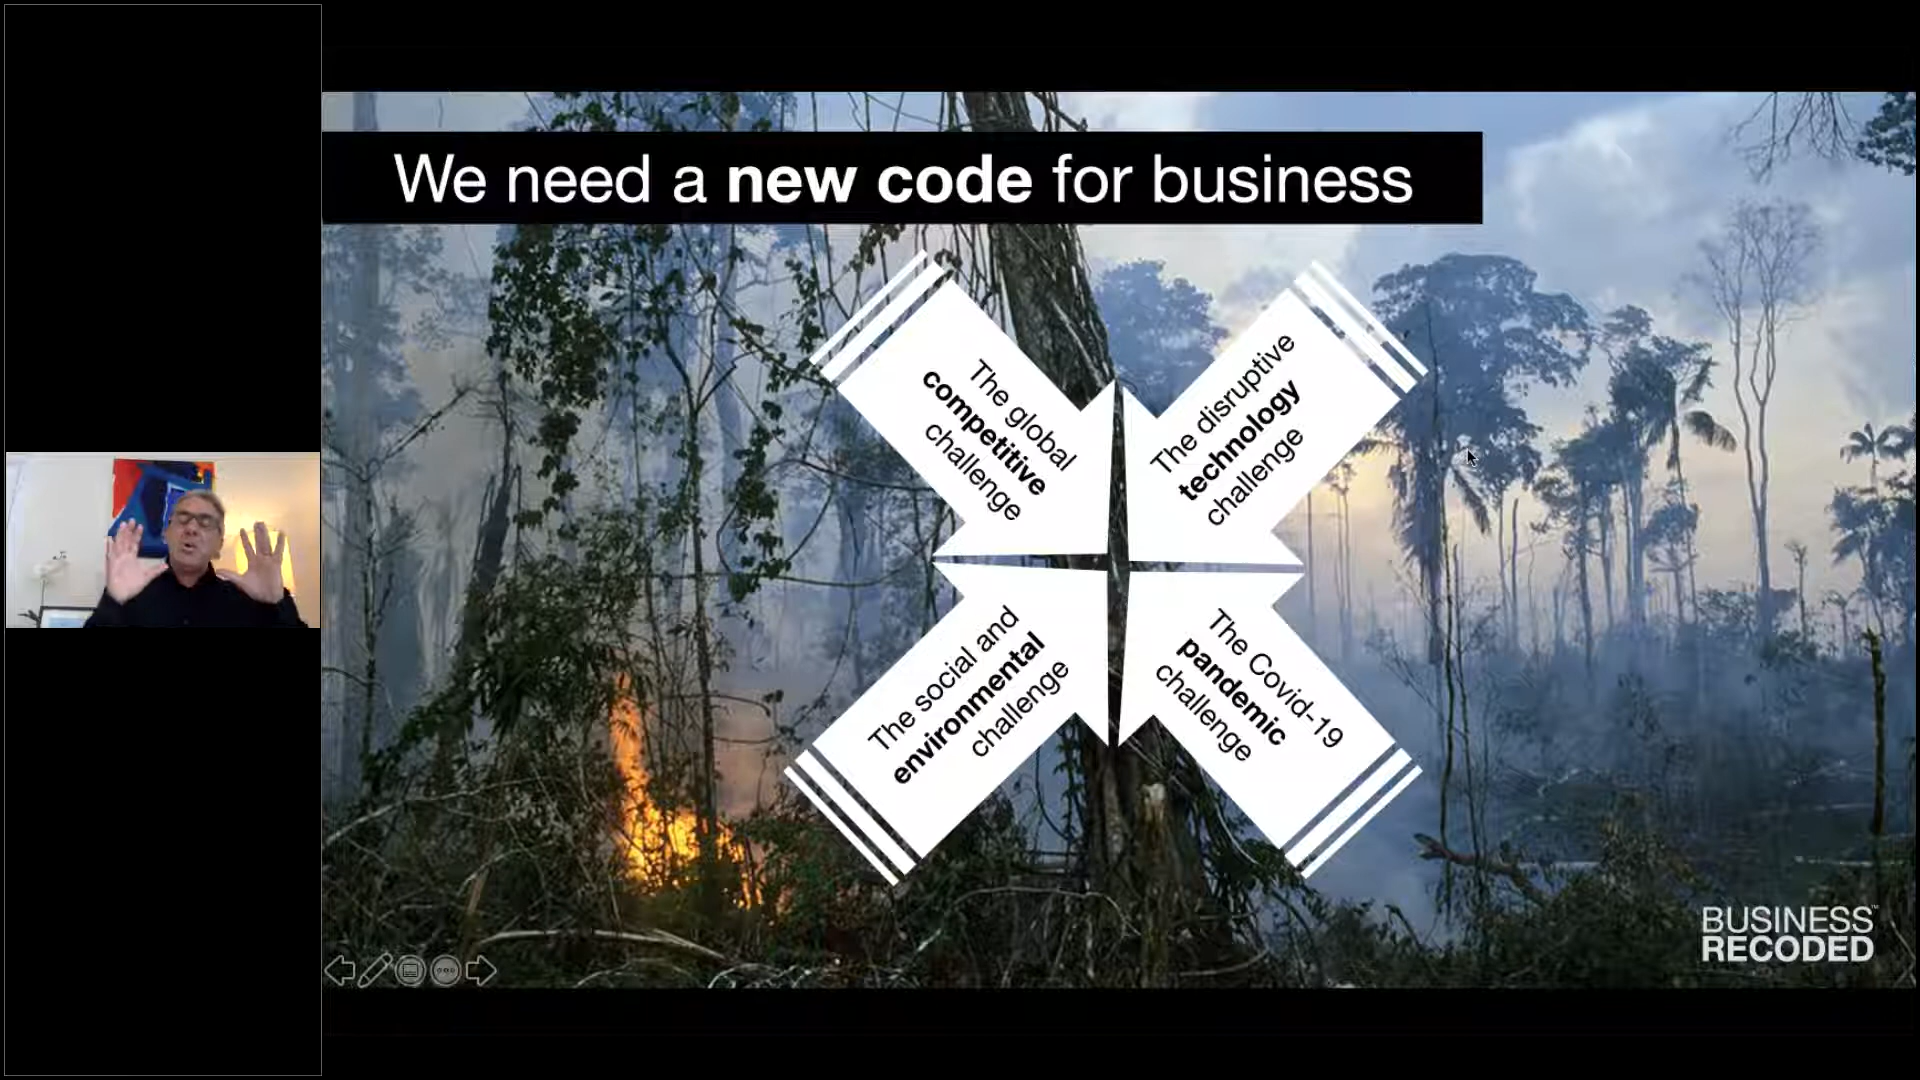 We need a new code for business
The global
competitive
challenge
The disruptive
technology
challenge
The social and
environmental
challenge
The Covid-19
pandemic
challenge
BUSINESS™
RECODED